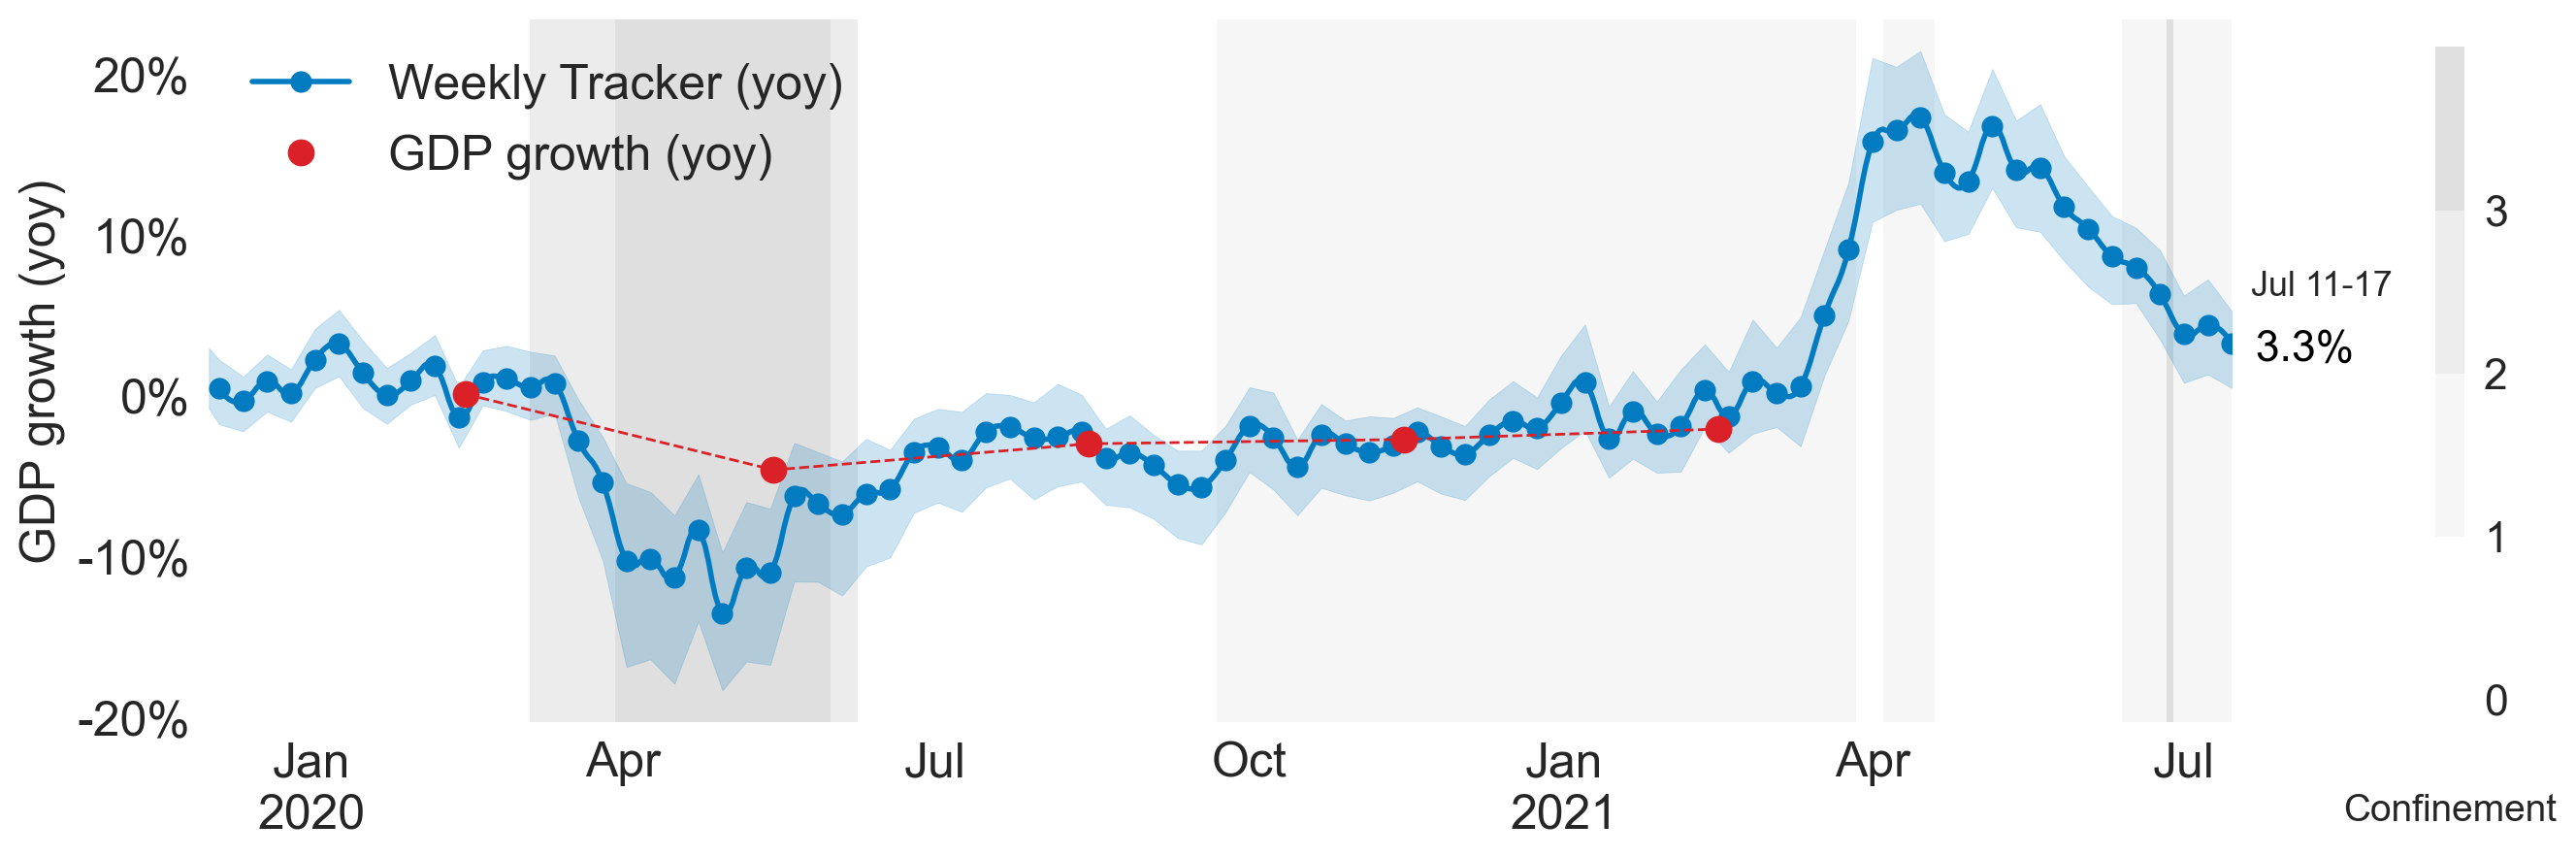 GDP growth (yoy)
20%
10%
0%
-10%
-20%
Weekly Tracker (yoy)
GDP growth (yoy)
Jan
2020
Apr
Jul
Oct
Jan
2021
Apr
Jul
Jul 11-17
3.3%
3
2
1
0
Confinement